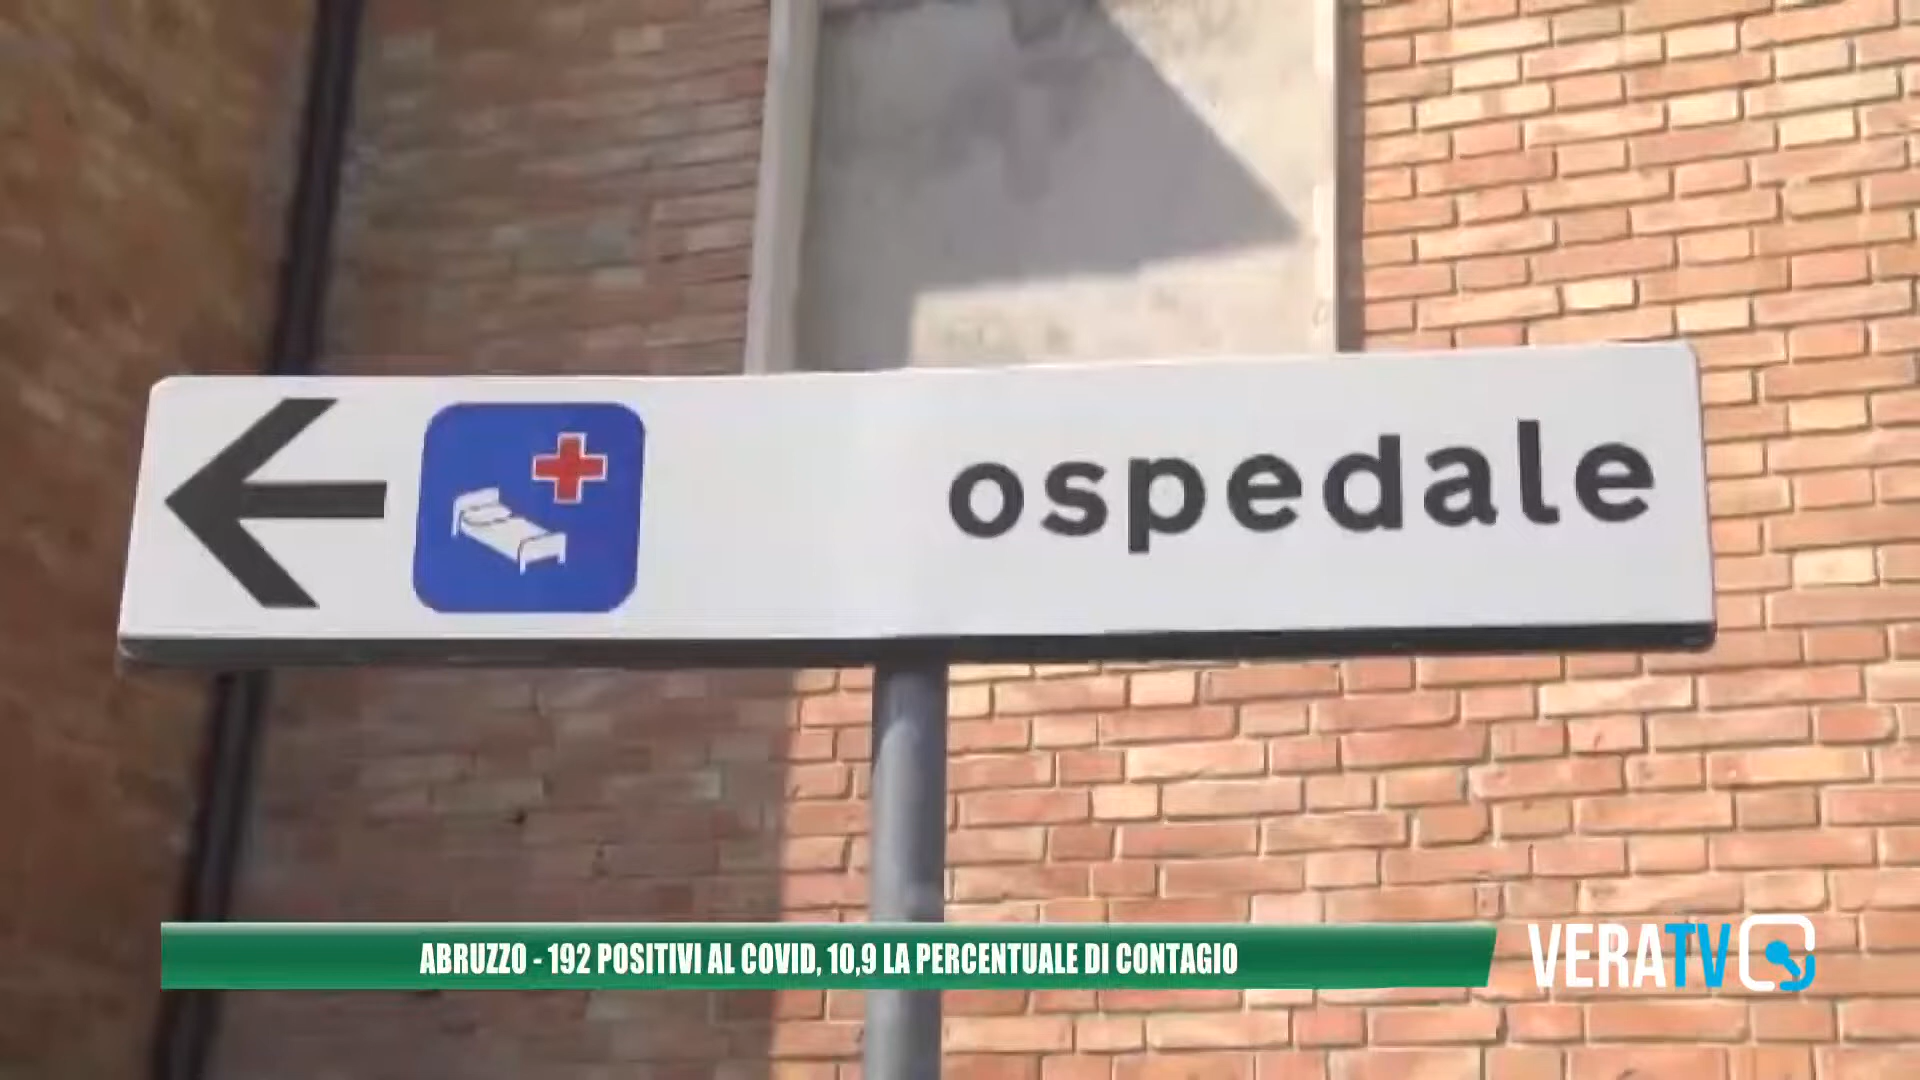 ospedale
ABRUZZO - 192 POSITIVI AL COVID, 10,9 LA PERCENTUALE DI CONTAGIO
VERATV